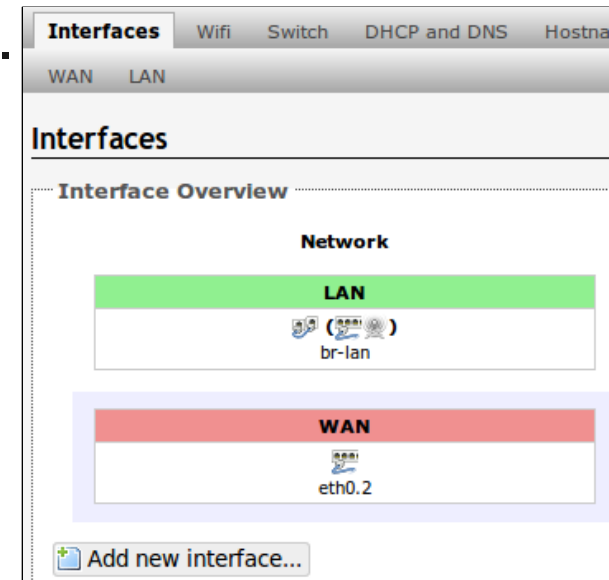 Interfaces Wifi Switch DHCP and DNS Hostna
WAN LAN
Interfaces
Interface Overview
Network
LAN
( )
br-lan
WAN
eth0.2
Add new interface...